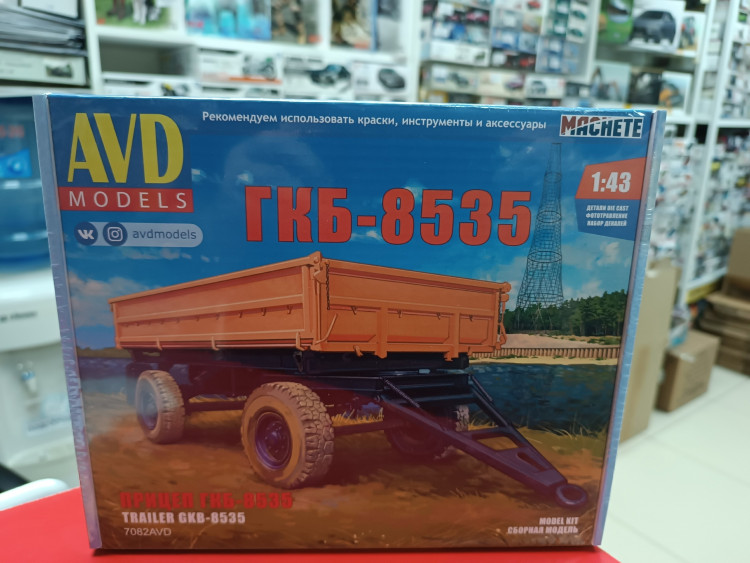 AVD
MODELS
avdmodels
Рекомендуем использовать краски, инструменты и аксессуары
MACHETE
1:43
ДЕТАЛИ DIE CAST
ФОТОТРАВЛЕНИЕ
НАБОР ДЕКАЛЕЙ
ГКБ-8535
ПРИЦЕП ГКБ-8535
TRAILER GKB-8535
7082AVD
MODEL KIT
СБОРНАЯ МОДЕЛЬ